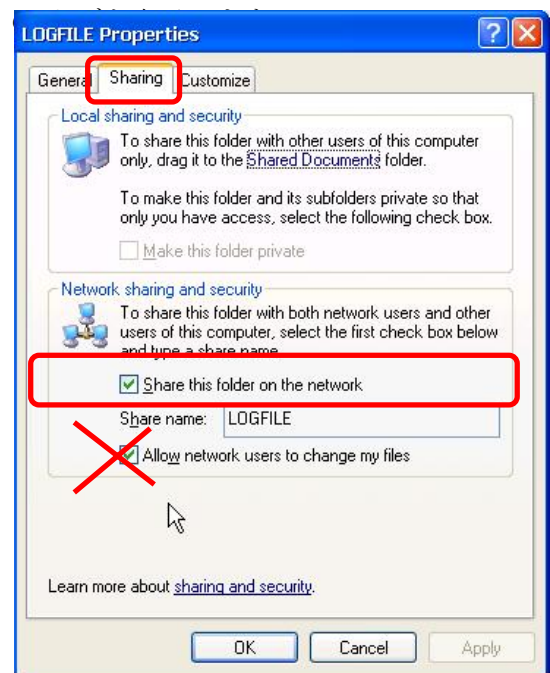 LOGFILE Properties
General Sharing Customize
Local sharing and security
To share this folder with other users of this computer
only, drag it to the Shared Documents folder.
To make this folder and its subfolders private so that
only you have access, select the following check box.
Make this folder private
Network sharing and security
To share this folder with both network users and other
users of this computer, select the first check box below
and type a share name.
Share this folder on the network
Share name: LOGFILE
Allow network users to change my files
Learn more about sharing and security.
OK Cancel Apply